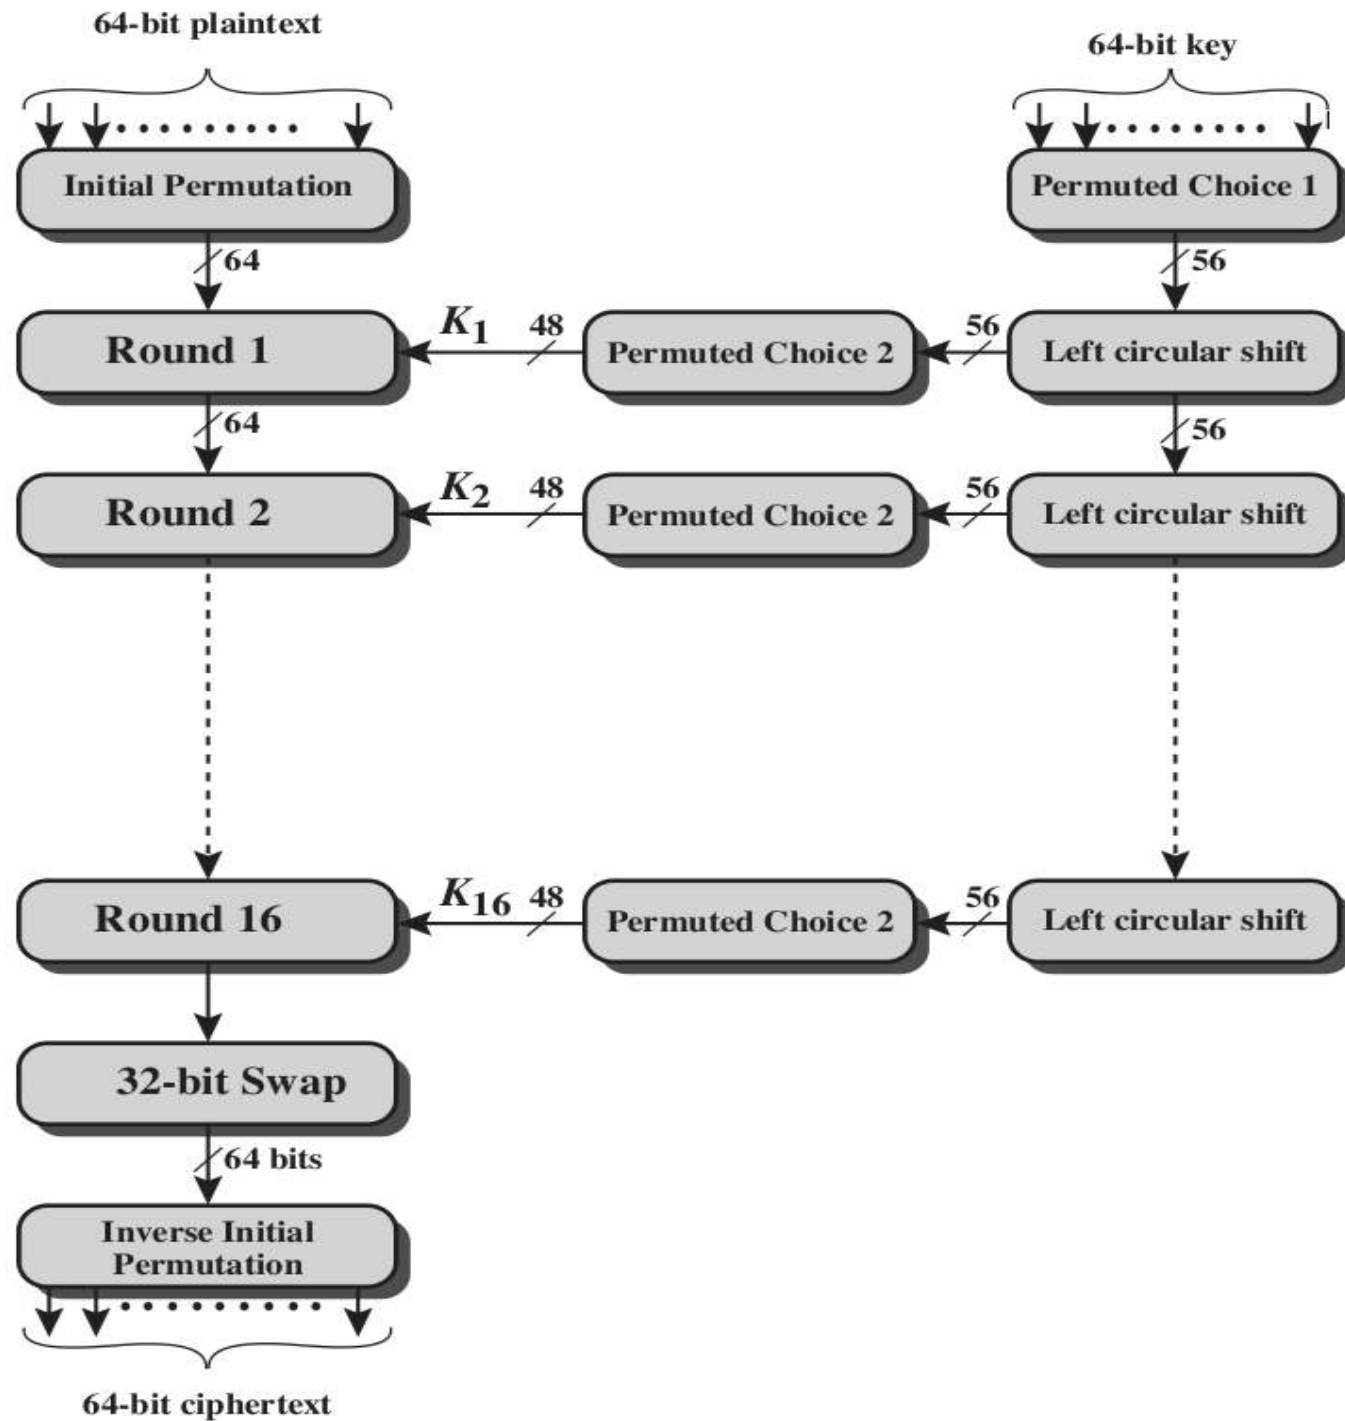 64-bit plaintext
64-bit key
Initial Permutation
Permuted Choice 1
64
56
Round 1
K1
48
Permuted Choice 2
56
Left circular shift
64
56
Round 2
K2
48
Permuted Choice 2
56
Left circular shift
Round 16
K16
48
Permuted Choice 2
56
Left circular shift
32-bit Swap
64 bits
Inverse Initial
Permutation
64-bit ciphertext